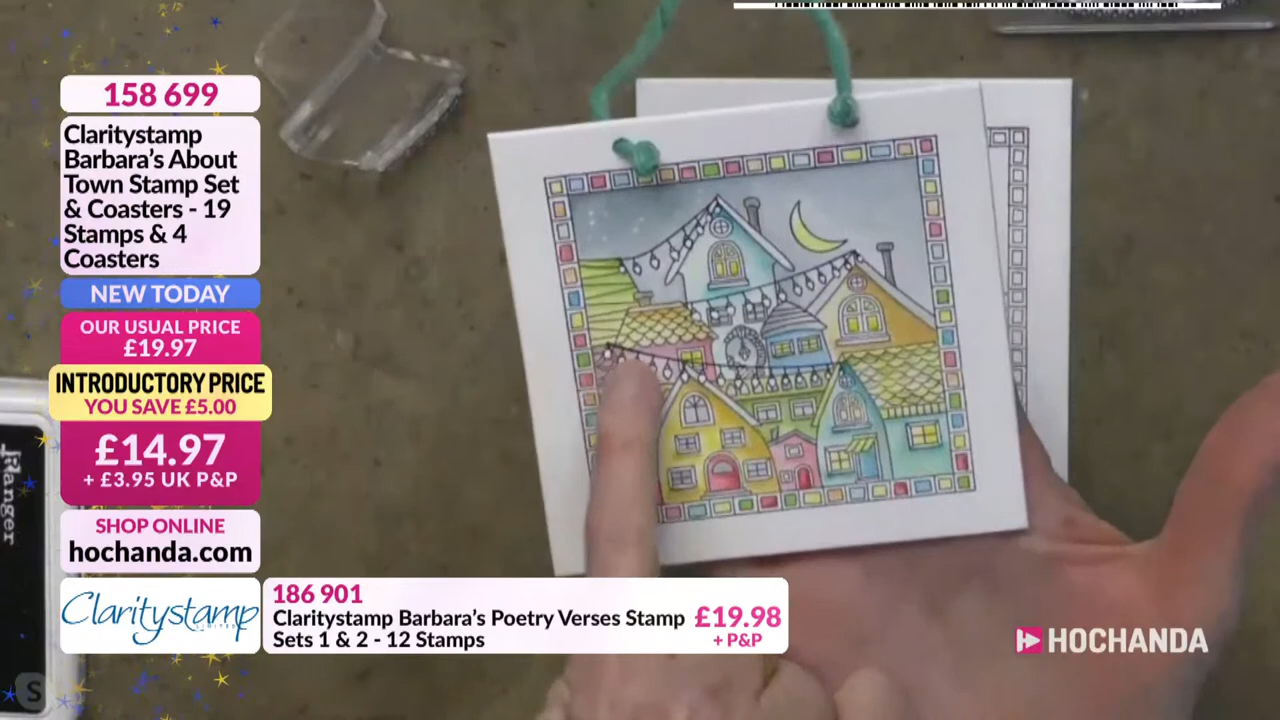 158 699
Claritystamp
Barbara's About
Town Stamp Set
& Coasters - 19
Stamps & 4
Coasters
NEW TODAY
OUR USUAL PRICE
£19.97
INTRODUCTORY PRICE
YOU SAVE £5.00
£14.97
+ £3.95 UK P&P
SHOP ONLINE
hochanda.com
Claritystamp
LIMITED
186 901
Claritystamp Barbara's Poetry Verses Stamp
Sets 1 & 2 - 12 Stamps
£19.98
+ P&P
HOCHANDA
Ranger
S